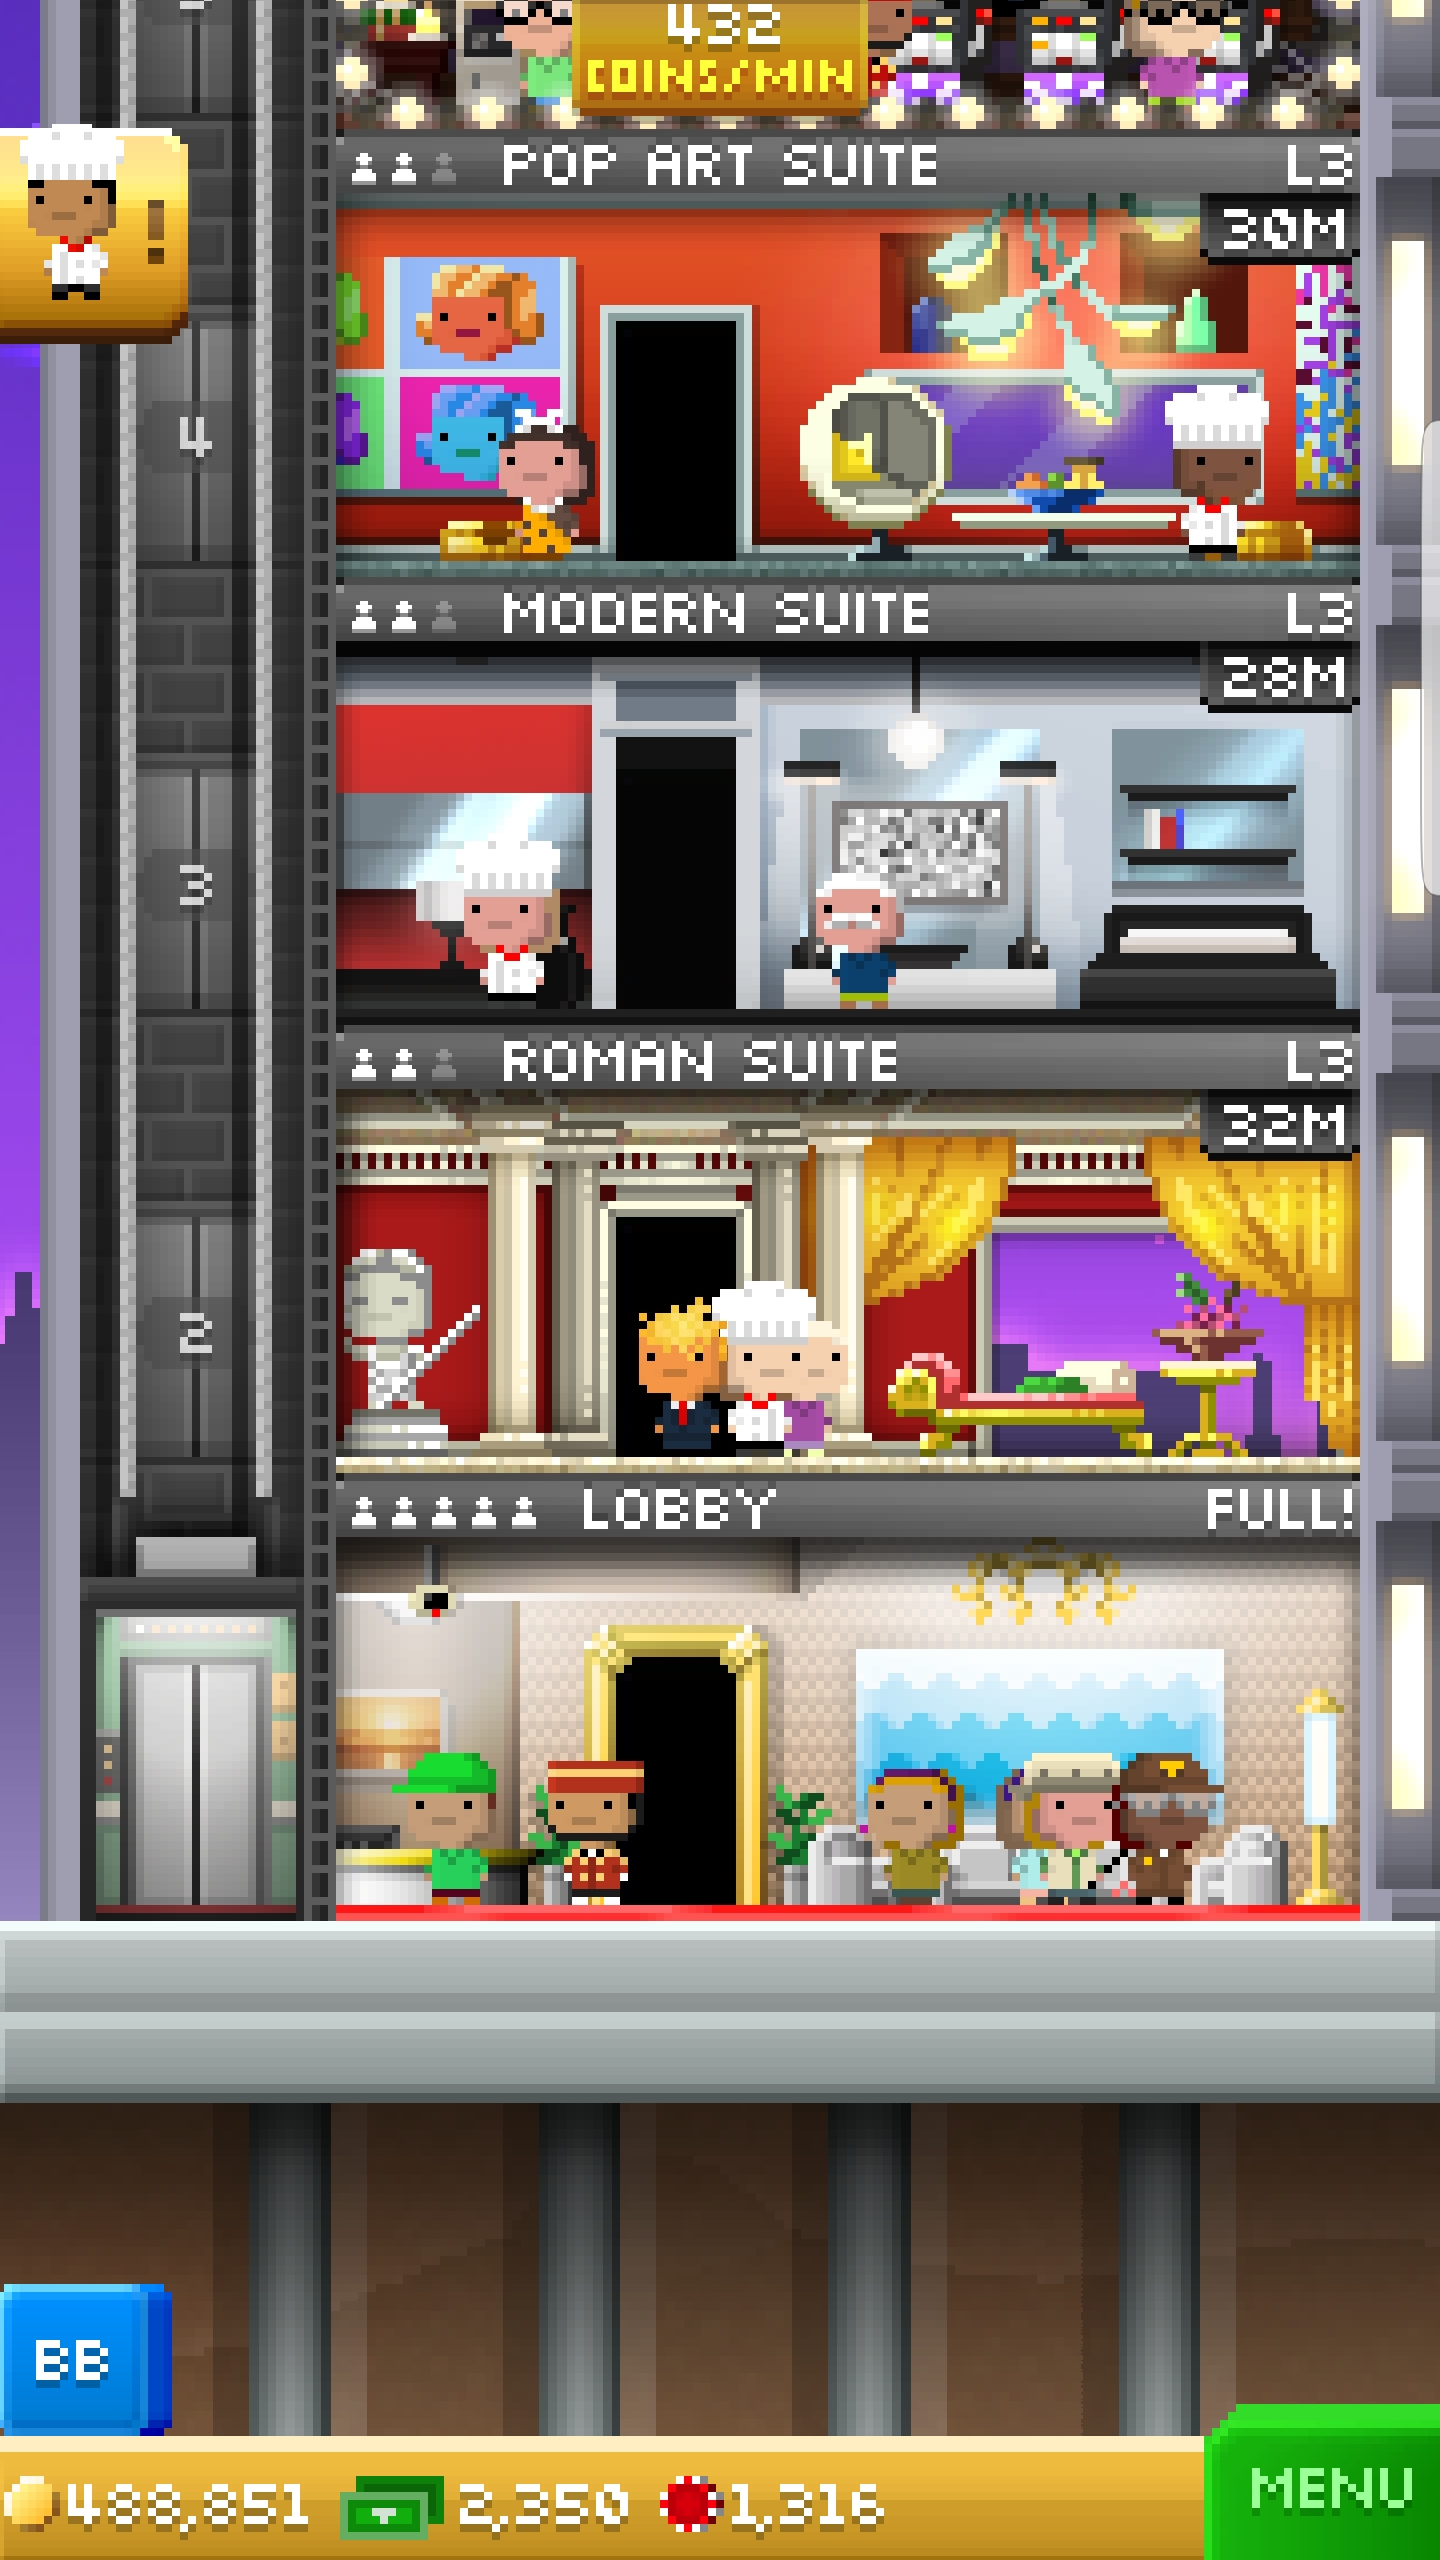 432
COINS/MIN
POP ART SUITE L3
30M
!
4
MODERN SUITE L3
28M
3
ROMAN SUITE L3
32M
2
LOBBY FULL!
BB
MENU
488,851 2,350 1,316